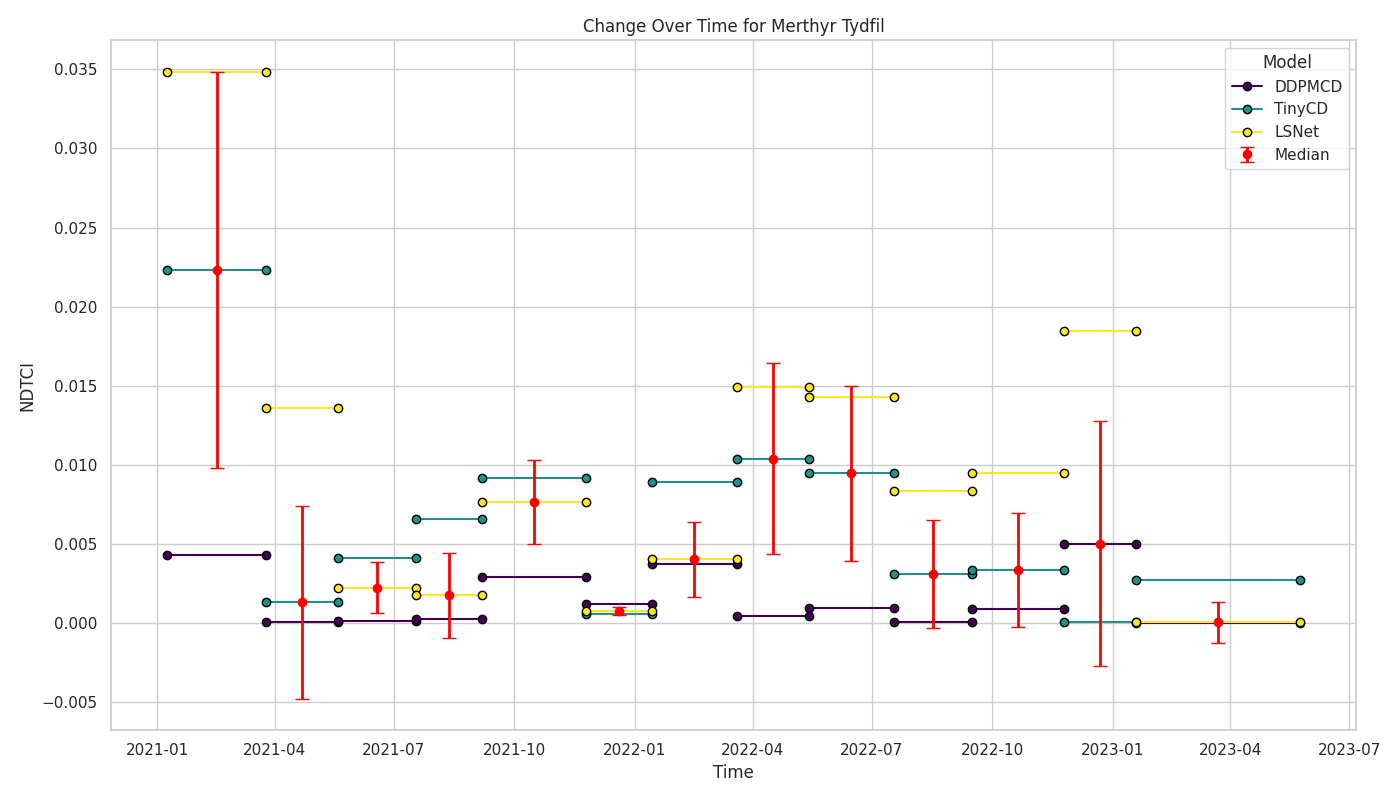 Change Over Time for Merthyr Tydfil
Model
DDPMCD
TinyCD
LSNet
Median
NDTCI
0.035
0.030
0.025
0.020
0.015
0.010
0.005
0.000
−0.005
2021-01 2021-04 2021-07 2021-10 2022-01 2022-04 2022-07 2022-10 2023-01 2023-04 2023-07
Time